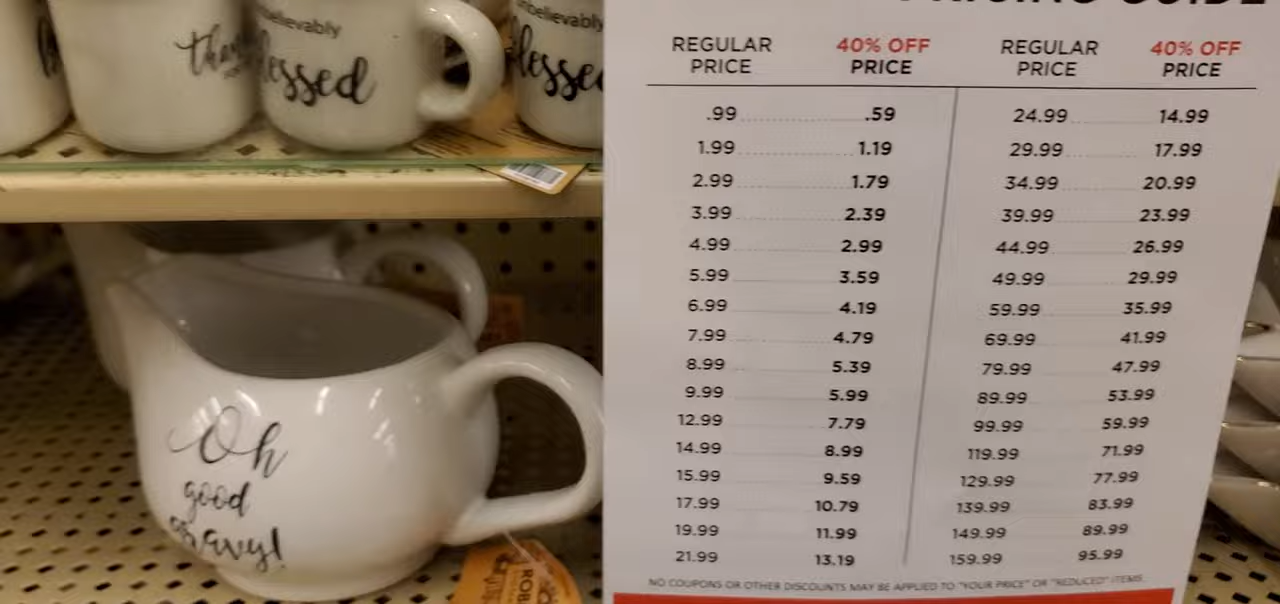 unbelievably
blessed
Oh
good
gravy!
PRICING GUIDE
REGULAR PRICE 40% OFF PRICE REGULAR PRICE 40% OFF PRICE
.99 .59 24.99 14.99
1.99 1.19 29.99 17.99
2.99 1.79 34.99 20.99
3.99 2.39 39.99 23.99
4.99 2.99 44.99 26.99
5.99 3.59 49.99 29.99
6.99 4.19 59.99 35.99
7.99 4.79 69.99 41.99
8.99 5.39 79.99 47.99
9.99 5.99 89.99 53.99
12.99 7.79 99.99 59.99
14.99 8.99 119.99 71.99
15.99 9.59 129.99 77.99
17.99 10.79 139.99 83.99
19.99 11.99 149.99 89.99
21.99 13.19 159.99 95.99
NO COUPONS OR OTHER DISCOUNTS MAY BE APPLIED TO "YOUR PRICE" OR "REDUCED" ITEMS.